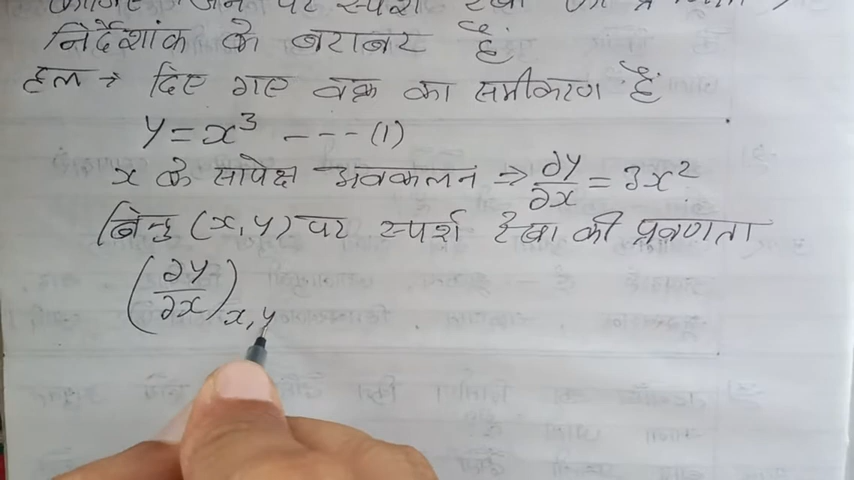 निर्देशांक के बराबर है
हल → दिए गए वक्र का समीकरण है
y = x³ ---- (1)
x के सापेक्ष अवकलन ⇒ ∂y/∂x = 3x²
बिन्दु (x, y) पर स्पर्श रेखा की प्रवणता
(∂y/∂x)x, y